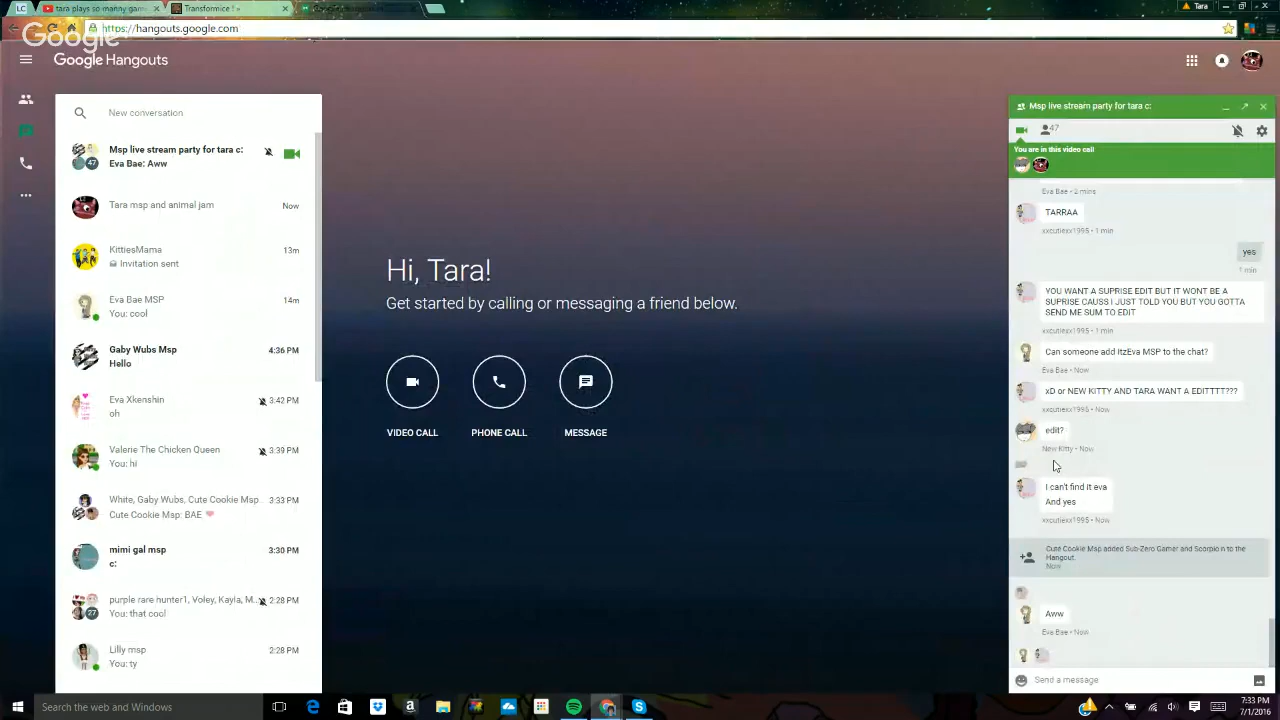 LC
tara plays so manny game
Transformice ! »
Tara
https://hangouts.google.com
Google
Google Hangouts
New conversation
Msp live stream party for tara c:
Eva Bae: Aww
47
Tara msp and animal jam
Now
KittiesMama
Invitation sent
13m
Eva Bae MSP
You: cool
14m
Gaby Wubs Msp
Hello
4:36 PM
Eva Xkenshin
oh
3:42 PM
Valerie The Chicken Queen
You: hi
3:39 PM
White, Gaby Wubs, Cute Cookie Msp
Cute Cookie Msp: BAE
3:33 PM
mimi gal msp
c:
3:30 PM
purple rare hunter1, Voley, Kayla, M...
You: that cool
27
2:28 PM
Lilly msp
You: ty
2:28 PM
Hi, Tara!
Get started by calling or messaging a friend below.
VIDEO CALL
PHONE CALL
MESSAGE
Msp live stream party for tara c:
47
You are in this video call
Eva Bae • 2 mins
TARRAA
xxcutiexx1995 • 1 min
yes
1 min
YOU WANT A SUPRISE EDIT BUT IT WONT BE A
SUPRISE CAUSS I JUST TOLD YOU BUT YOU GOTTA
SEND ME SUM TO EDIT
xxcutiexx1995 • 1 min
Can someone add ItzEva MSP to the chat?
Eva Bae • Now
xD or NEW KITTY AND TARA WANT A EDITTTT???
xxcutiexx1995 • Now
edit?
New Kitty • Now
I can't find it eva
And yes
xxcutiexx1995 • Now
Cute Cookie Msp added Sub-Zero Gamer and Scorpio n to the
Hangout.
Now
Aww
Eva Bae • Now
Send a message
Search the web and Windows
7:33 PM
7/1/2016